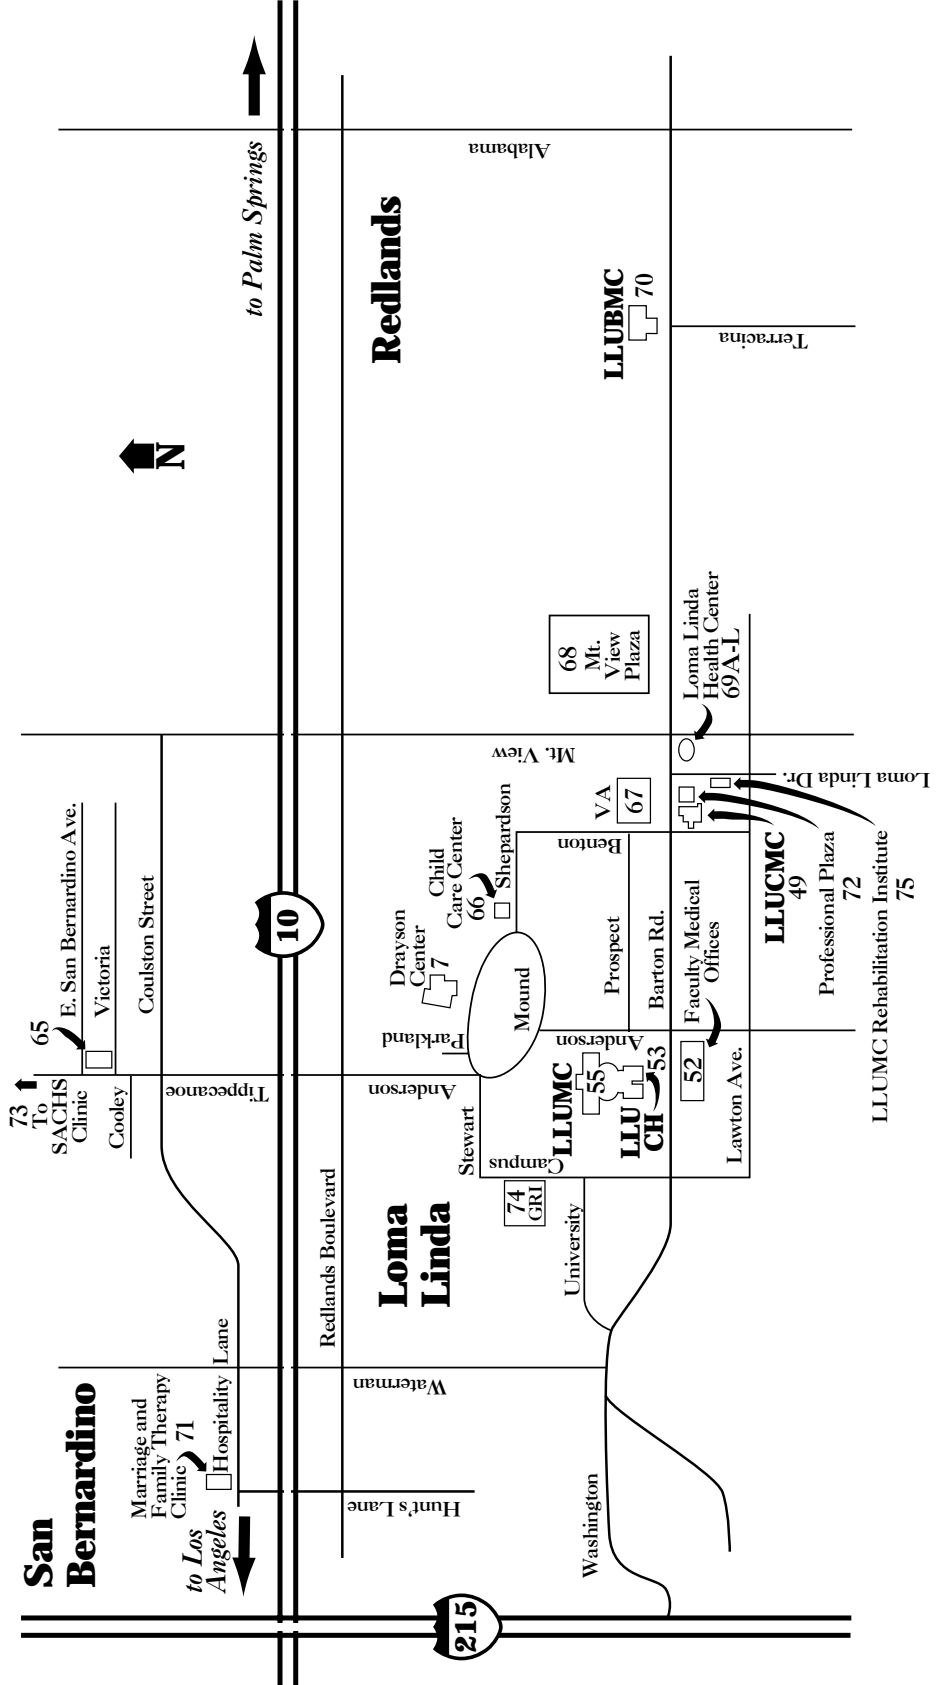 San
Bernardino
to Los
Angeles
215
Marriage and
Family Therapy
Clinic
71
Hospitality Lane
Hunt's Lane
Waterman
Washington
Redlands Boulevard
Loma
Linda
University
74
GRI
Campus
Stewart
73
To
SACHS
Clinic
Cooley
65
E. San Bernardino Ave.
Victoria
Coulston Street
Tippecanoe
10
Anderson
Parkland
Drayson
Center
7
Mound
Child
Care Center
66
Shepardson
LLUMC
55
LLU
CH
53
Anderson
52
Lawton Ave.
Faculty Medical
Offices
Prospect
Barton Rd.
Benton
VA
67
Mt. View
68
Mt.
View
Plaza
Loma Linda
Health Center
69A-L
Loma Linda Dr.
LLUCMC
49
Professional Plaza
72
LLUMC Rehabilitation Institute
75
N
Redlands
to Palm Springs
LLUBMC
70
Terracina
Alabama